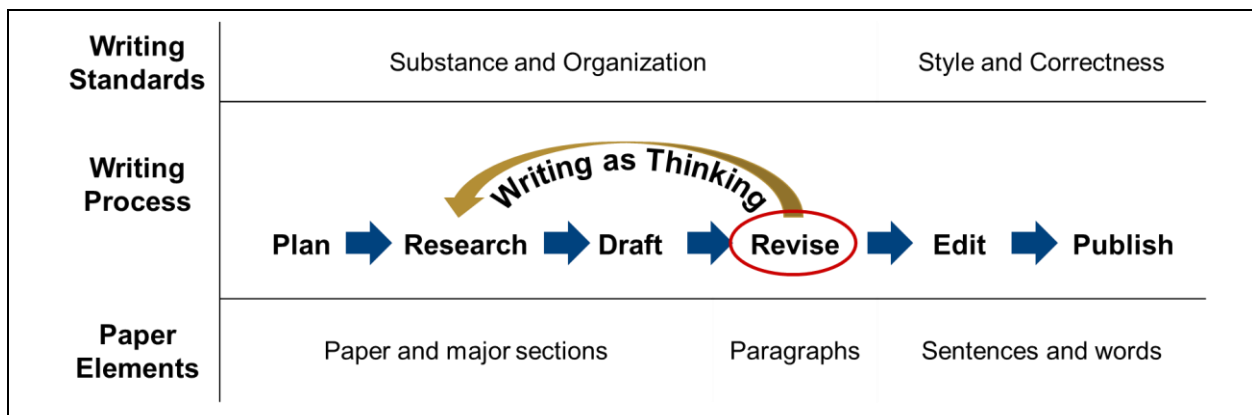 Writing
Standards
Substance and Organization
Style and Correctness
Writing
Process
Writing as Thinking
Plan
Research
Draft
Revise
Edit
Publish
Paper
Elements
Paper and major sections
Paragraphs
Sentences and words